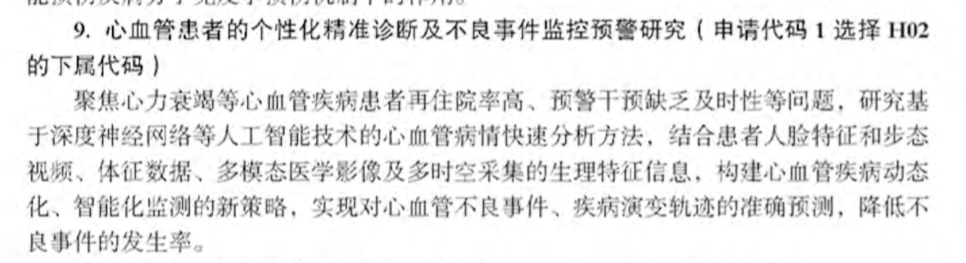 9. 心血管患者的个性化精准诊断及不良事件监控预警研究（申请代码 1 选择 H02
的下属代码）
聚焦心力衰竭等心血管疾病患者再住院率高、预警干预缺乏及时性等问题，研究基
于深度神经网络等人工智能技术的心血管病情快速分析方法，结合患者人脸特征和步态
视频、体征数据、多模态医学影像及多时空采集的生理特征信息，构建心血管疾病动态
化、智能化监测的新策略，实现对心血管不良事件、疾病演变轨迹的准确预测，降低不
良事件的发生率。